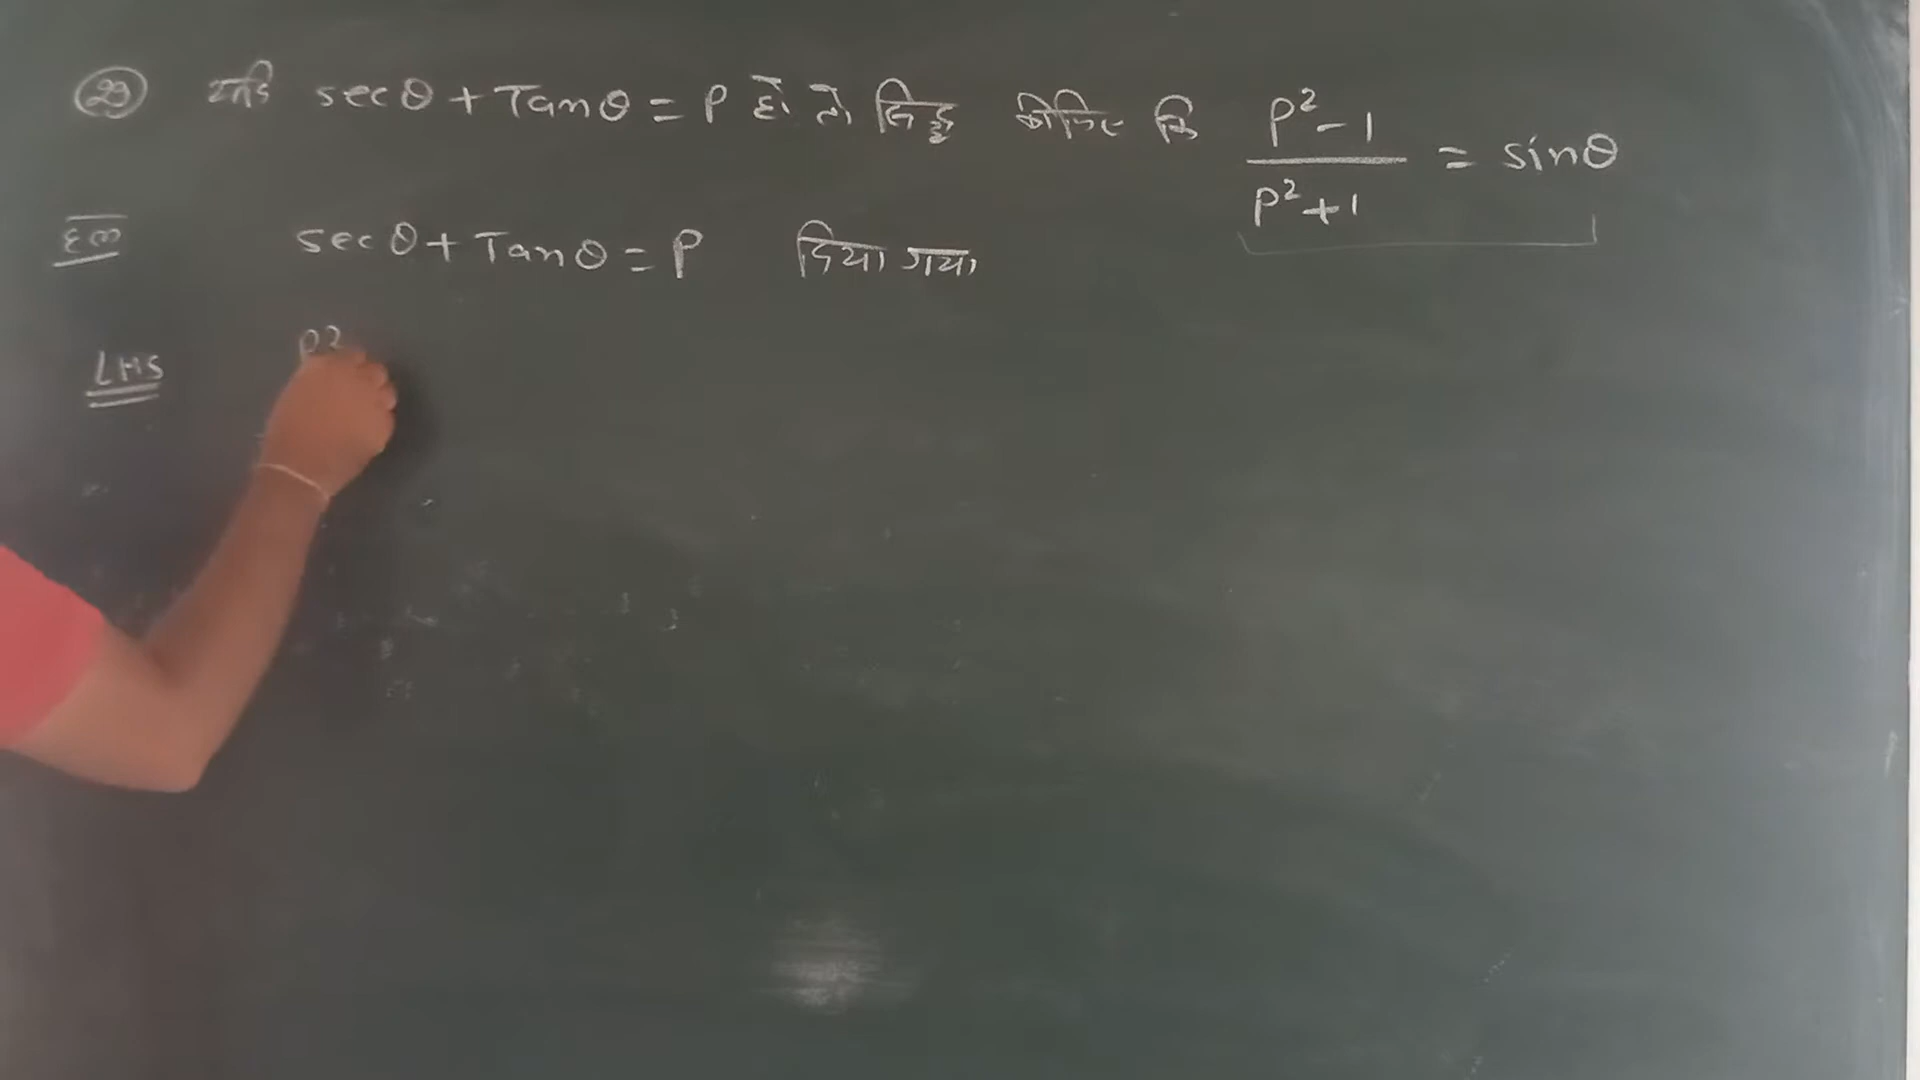 (29) यदि secθ + Tanθ = P हो तो सिद्ध कीजिए कि P²-1 / P²+1 = sinθ
हल secθ + Tanθ = P दिया गया
LHS P²